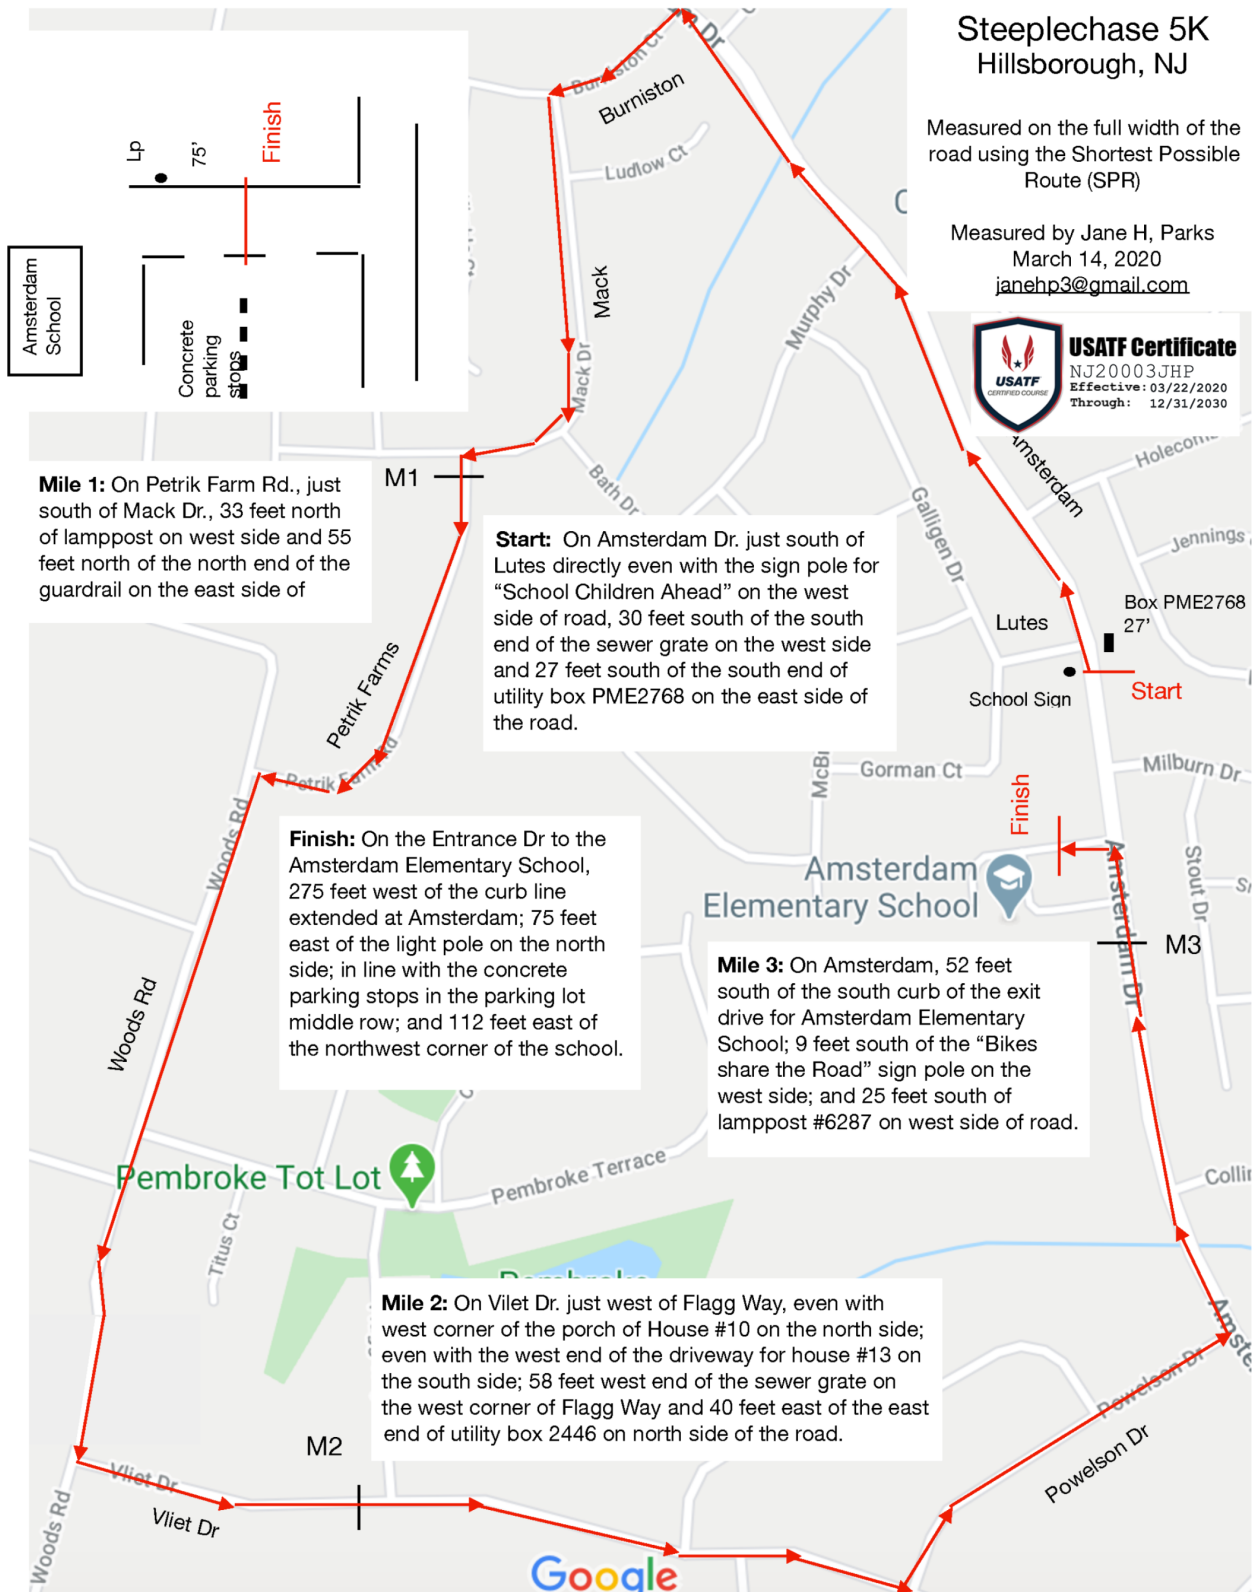 Steeplechase 5K
Hillsborough, NJ
Measured on the full width of the
road using the Shortest Possible
Route (SPR)
Measured by Jane H, Parks
March 14, 2020
janehp3@gmail.com
USATF
CERTIFIED COURSE
USATF Certificate
NJ20003JHP
Effective: 03/22/2020
Through: 12/31/2030
Lp
75'
Finish
Amsterdam
School
Concrete
parking
stops
Burniston Ct
Burniston
Ludlow Ct
Mack
Mack Dr
Murphy Dr
Amsterdam
Jennings
Galligen Dr
Bath Dr
M1
Mile 1: On Petrik Farm Rd., just
south of Mack Dr., 33 feet north
of lamppost on west side and 55
feet north of the north end of the
guardrail on the east side of
Start: On Amsterdam Dr. just south of
Lutes directly even with the sign pole for
“School Children Ahead” on the west
side of road, 30 feet south of the south
end of the sewer grate on the west side
and 27 feet south of the south end of
utility box PME2768 on the east side of
the road.
Box PME2768
27'
Lutes
School Sign
Start
Petrik Farms
Petrik Farm Rd
Gorman Ct
Milburn Dr
Stout Dr
Finish
Woods Rd
Finish: On the Entrance Dr to the
Amsterdam Elementary School,
275 feet west of the curb line
extended at Amsterdam; 75 feet
east of the light pole on the north
side; in line with the concrete
parking stops in the parking lot
middle row; and 112 feet east of
the northwest corner of the school.
Amsterdam
Elementary School
Amsterdam Dr
M3
Mile 3: On Amsterdam, 52 feet
south of the south curb of the exit
drive for Amsterdam Elementary
School; 9 feet south of the “Bikes
share the Road” sign pole on the
west side; and 25 feet south of
lamppost #6287 on west side of road.
Woods Rd
Pembroke Tot Lot
Pembroke Terrace
Titus Ct
Mile 2: On Vilet Dr. just west of Flagg Way, even with
west corner of the porch of House #10 on the north side;
even with the west end of the driveway for house #13 on
the south side; 58 feet west end of the sewer grate on
the west corner of Flagg Way and 40 feet east of the east
end of utility box 2446 on north side of the road.
M2
Powelson Dr
Powelson Dr
Vliet Dr
Vliet Dr
Woods Rd
Google